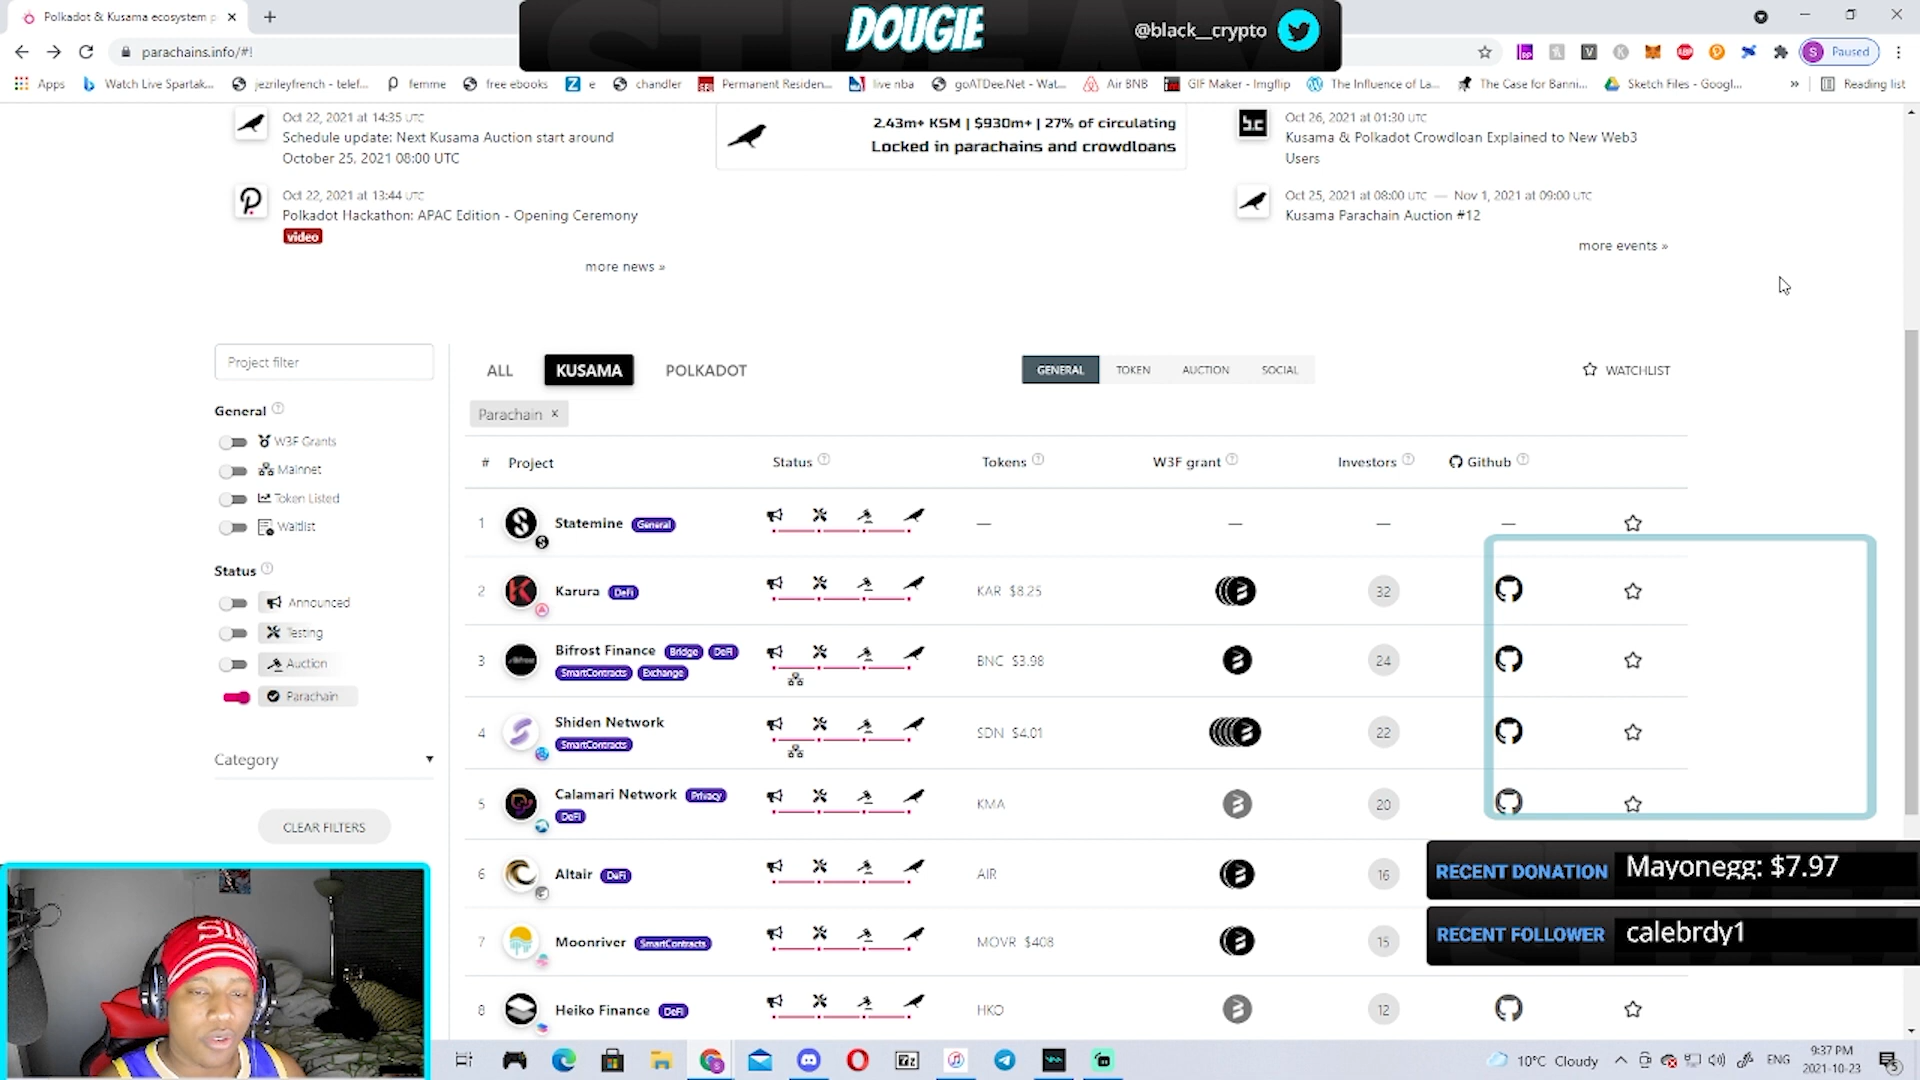 Polkadot & Kusama ecosystem p
DOUGIE
@black__crypto
parachains.info/#!
Paused
Apps
Watch Live Spartak...
jezrileyfrench - telef...
femme
free ebooks
e
chandler
Permanent Residen...
live nba
goATDee.Net - Wat...
Air BNB
GIF Maker - Imgflip
The Influence of La...
The Case for Banni...
Sketch Files - Googl...
»
Reading list
Oct 22, 2021 at 14:35 UTC
Schedule update: Next Kusama Auction start around
October 25, 2021 08:00 UTC
Oct 22, 2021 at 13:44 UTC
Polkadot Hackathon: APAC Edition - Opening Ceremony
video
more news »
2.43m+ KSM | $930m+ | 27% of circulating
Locked in parachains and crowdloans
Oct 26, 2021 at 01:30 UTC
Kusama & Polkadot Crowdloan Explained to New Web3
Users
Oct 25, 2021 at 08:00 UTC — Nov 1, 2021 at 09:00 UTC
Kusama Parachain Auction #12
more events »
Project filter
General
W3F Grants
Mainnet
Token Listed
Waitlist
Status
Announced
Testing
Auction
Parachain
Category
CLEAR FILTERS
ALL KUSAMA POLKADOT
GENERAL TOKEN AUCTION SOCIAL
WATCHLIST
Parachain ×
# Project Status Tokens W3F grant Investors Github
1 Statemine General — — — —
2 Karura DeFi KAR $8.25 32
3 Bifrost Finance Bridge DeFi SmartContracts Exchange BNC $3.98 24
4 Shiden Network SmartContracts SDN $4.01 22
5 Calamari Network Privacy DeFi KMA 20
6 Altair DeFi AIR 16
7 Moonriver SmartContracts MOVR $408 15
8 Heiko Finance DeFi HKO 12
RECENT DONATION Mayonegg: $7.97
RECENT FOLLOWER calebrdy1
10°C Cloudy
ENG
9:37 PM
2021-10-23
5